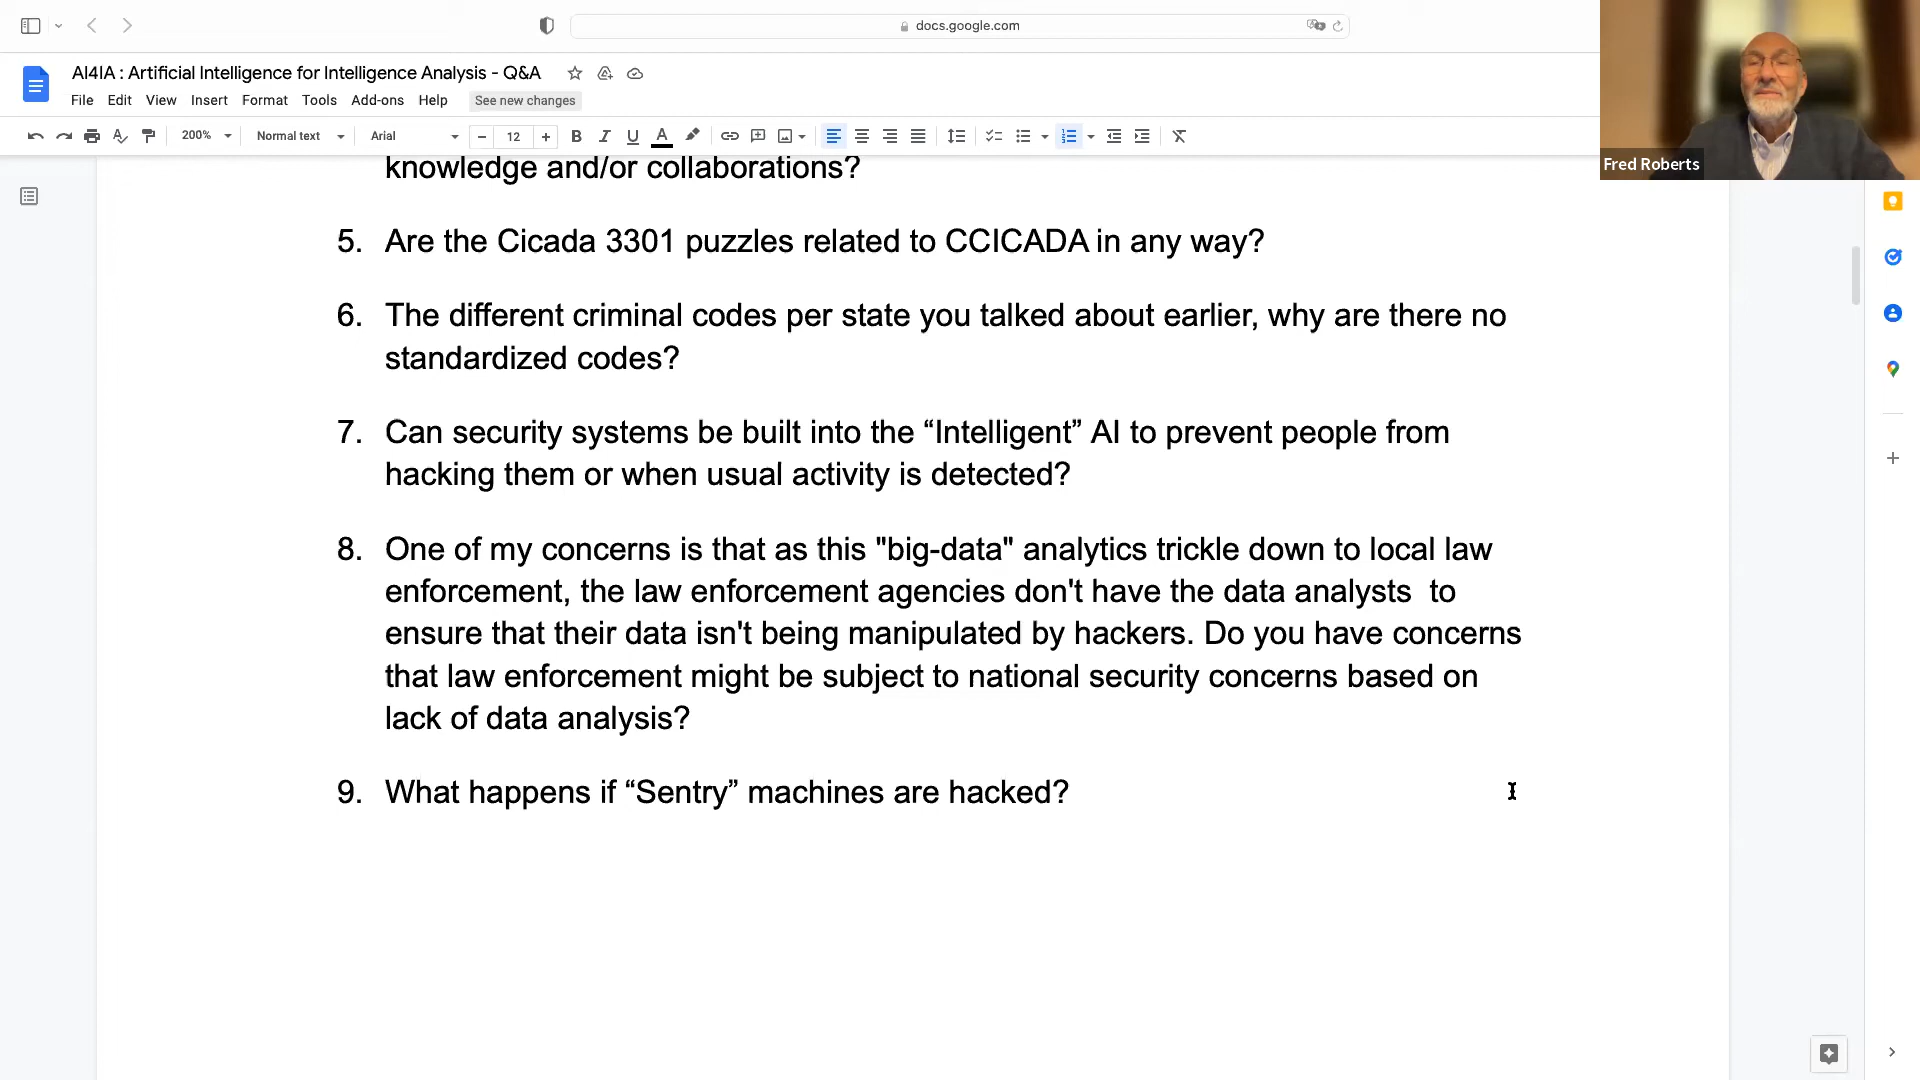 docs.google.com
AI4IA : Artificial Intelligence for Intelligence Analysis - Q&A
File Edit View Insert Format Tools Add-ons Help See new changes
200% Normal text Arial - 12 + B I U A
Fred Roberts
knowledge and/or collaborations?
5. Are the Cicada 3301 puzzles related to CCICADA in any way?
6. The different criminal codes per state you talked about earlier, why are there no
standardized codes?
7. Can security systems be built into the “Intelligent” AI to prevent people from
hacking them or when usual activity is detected?
8. One of my concerns is that as this "big-data" analytics trickle down to local law
enforcement, the law enforcement agencies don't have the data analysts to
ensure that their data isn't being manipulated by hackers. Do you have concerns
that law enforcement might be subject to national security concerns based on
lack of data analysis?
9. What happens if “Sentry” machines are hacked?